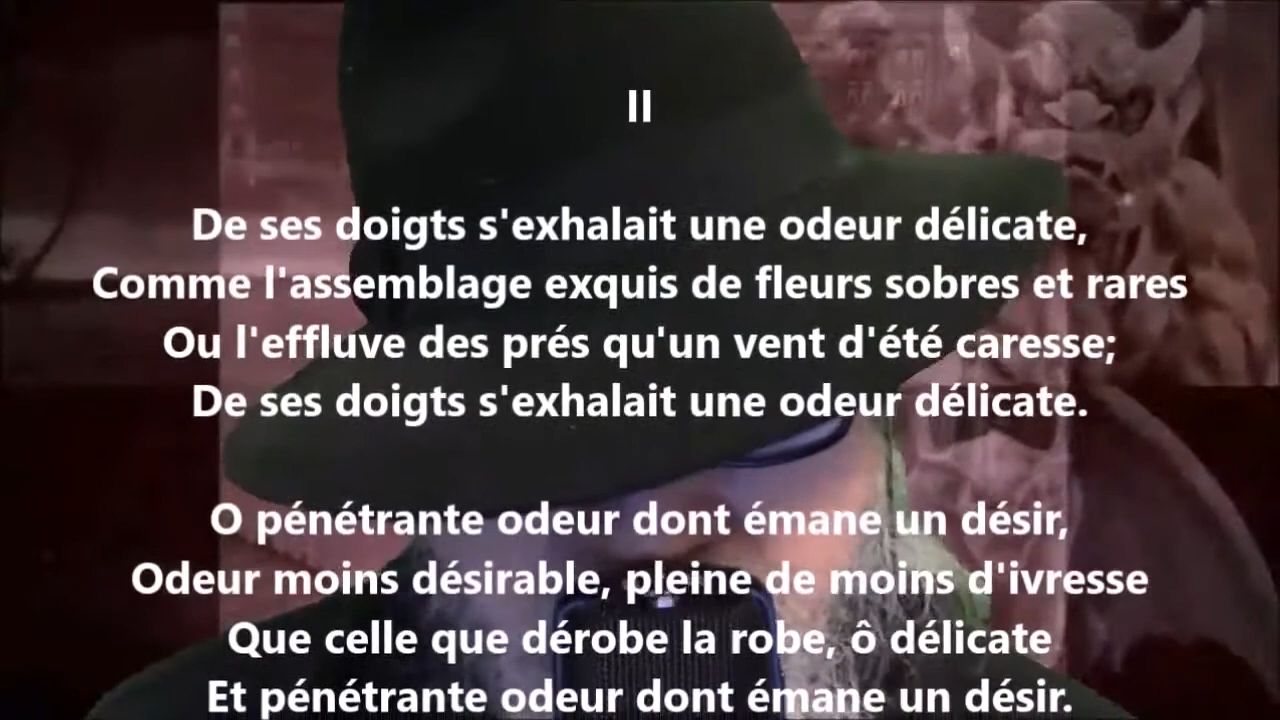 II
De ses doigts s'exhalait une odeur délicate,
Comme l'assemblage exquis de fleurs sobres et rares
Ou l'effluve des prés qu'un vent d'été caresse;
De ses doigts s'exhalait une odeur délicate.
O pénétrante odeur dont émane un désir,
Odeur moins désirable, pleine de moins d'ivresse
Que celle que dérobe la robe, ô délicate
Et pénétrante odeur dont émane un désir.